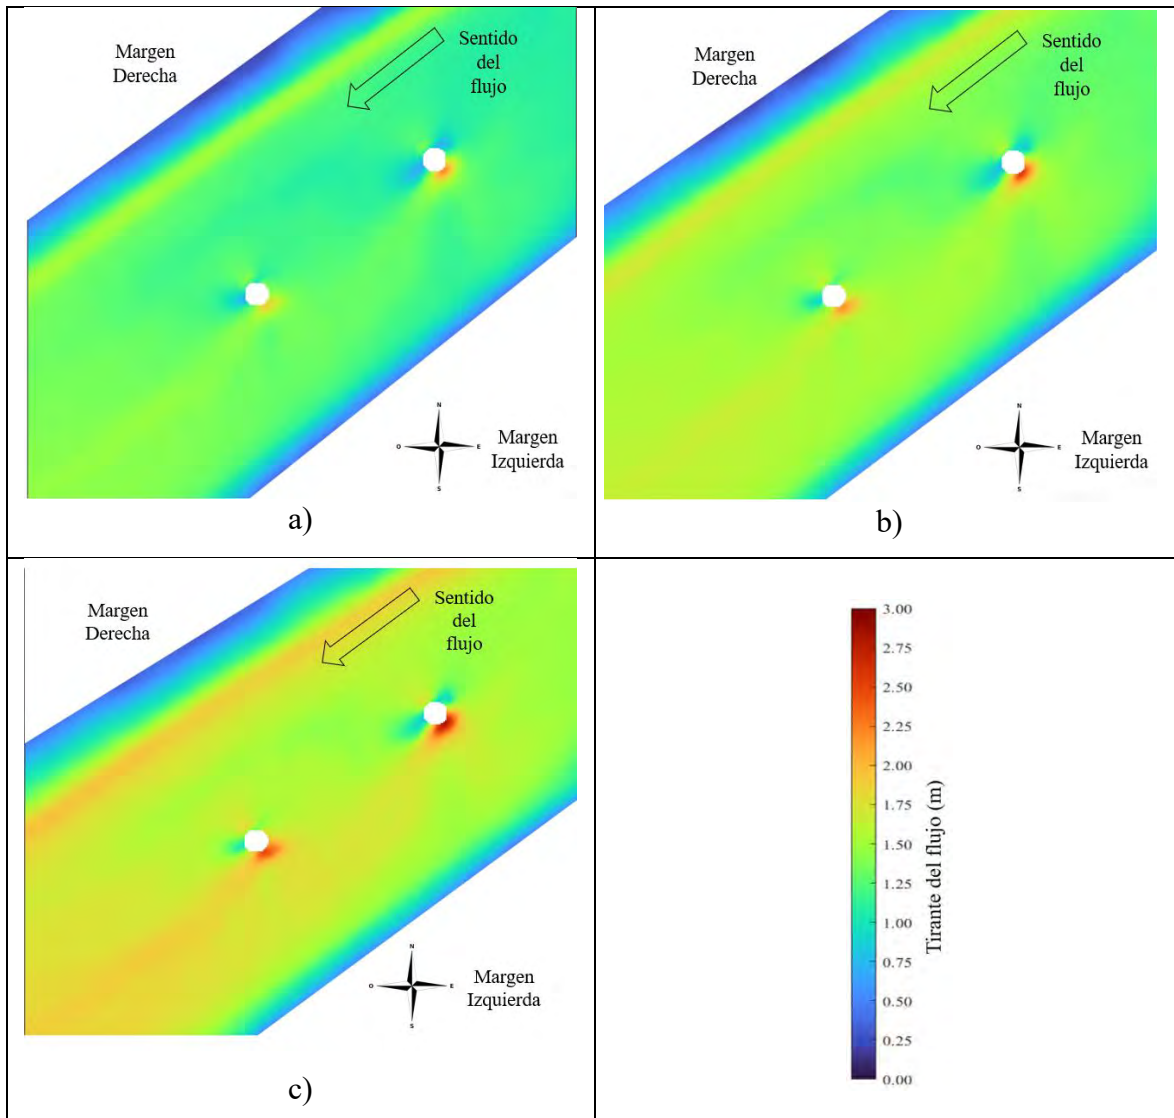 Margen
Derecha
Sentido
del
flujo
N
O
E
S
Margen
Izquierda
a)
Margen
Derecha
Sentido
del
flujo
N
O
E
S
Margen
Izquierda
b)
Margen
Derecha
Sentido
del
flujo
N
O
E
S
Margen
Izquierda
c)
3.00
2.75
2.50
2.25
2.00
1.75
1.50
1.25
1.00
0.75
0.50
0.25
0.00
Tirante del flujo (m)